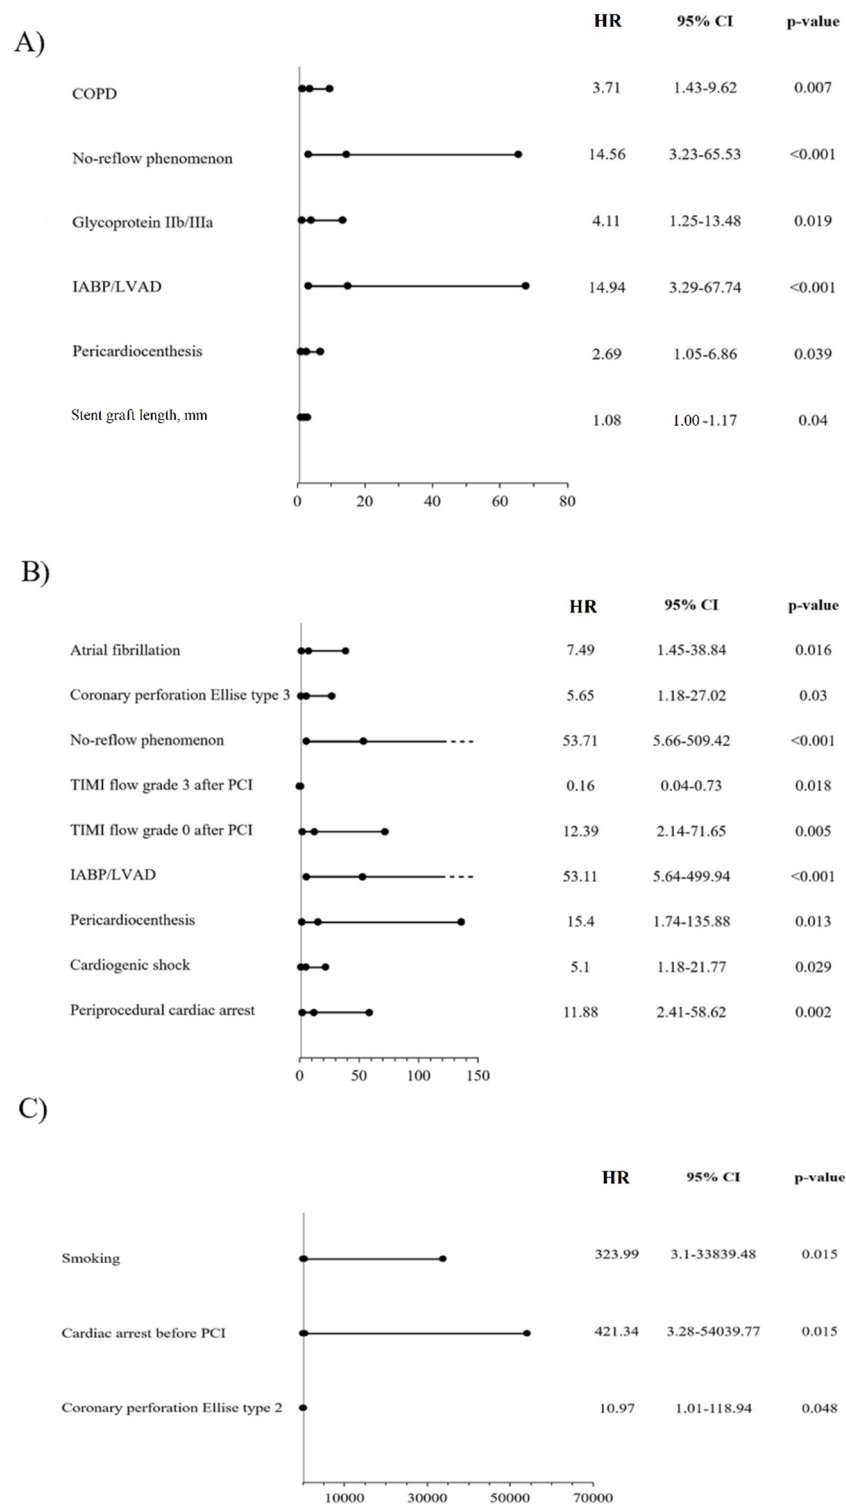 HR 95% CI p-value
A)
COPD 3.71 1.43-9.62 0.007
No-reflow phenomenon 14.56 3.23-65.53 <0.001
Glycoprotein IIb/IIIa 4.11 1.25-13.48 0.019
IABP/LVAD 14.94 3.29-67.74 <0.001
Pericardiocenthesis 2.69 1.05-6.86 0.039
Stent graft length, mm 1.08 1.00 -1.17 0.04
0 20 40 60 80
B)
HR 95% CI p-value
Atrial fibrillation 7.49 1.45-38.84 0.016
Coronary perforation Ellise type 3 5.65 1.18-27.02 0.03
No-reflow phenomenon 53.71 5.66-509.42 <0.001
TIMI flow grade 3 after PCI 0.16 0.04-0.73 0.018
TIMI flow grade 0 after PCI 12.39 2.14-71.65 0.005
IABP/LVAD 53.11 5.64-499.94 <0.001
Pericardiocenthesis 15.4 1.74-135.88 0.013
Cardiogenic shock 5.1 1.18-21.77 0.029
Periprocedural cardiac arrest 11.88 2.41-58.62 0.002
0 50 100 150
C)
HR 95% CI p-value
Smoking 323.99 3.1-33839.48 0.015
Cardiac arrest before PCI 421.34 3.28-54039.77 0.015
Coronary perforation Ellise type 2 10.97 1.01-118.94 0.048
10000 30000 50000 70000